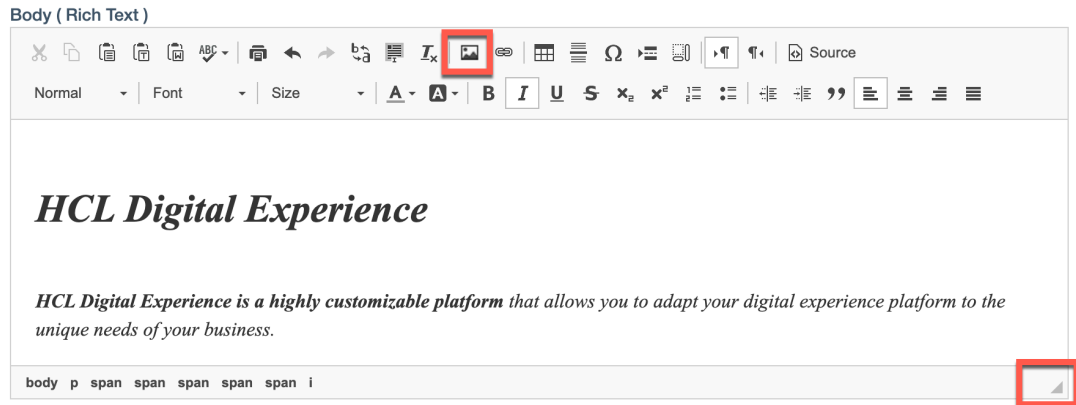 Body ( Rich Text )
ABC Source
Normal Font Size A A B I U S
HCL Digital Experience
HCL Digital Experience is a highly customizable platform that allows you to adapt your digital experience platform to the
unique needs of your business.
body p span span span span span i